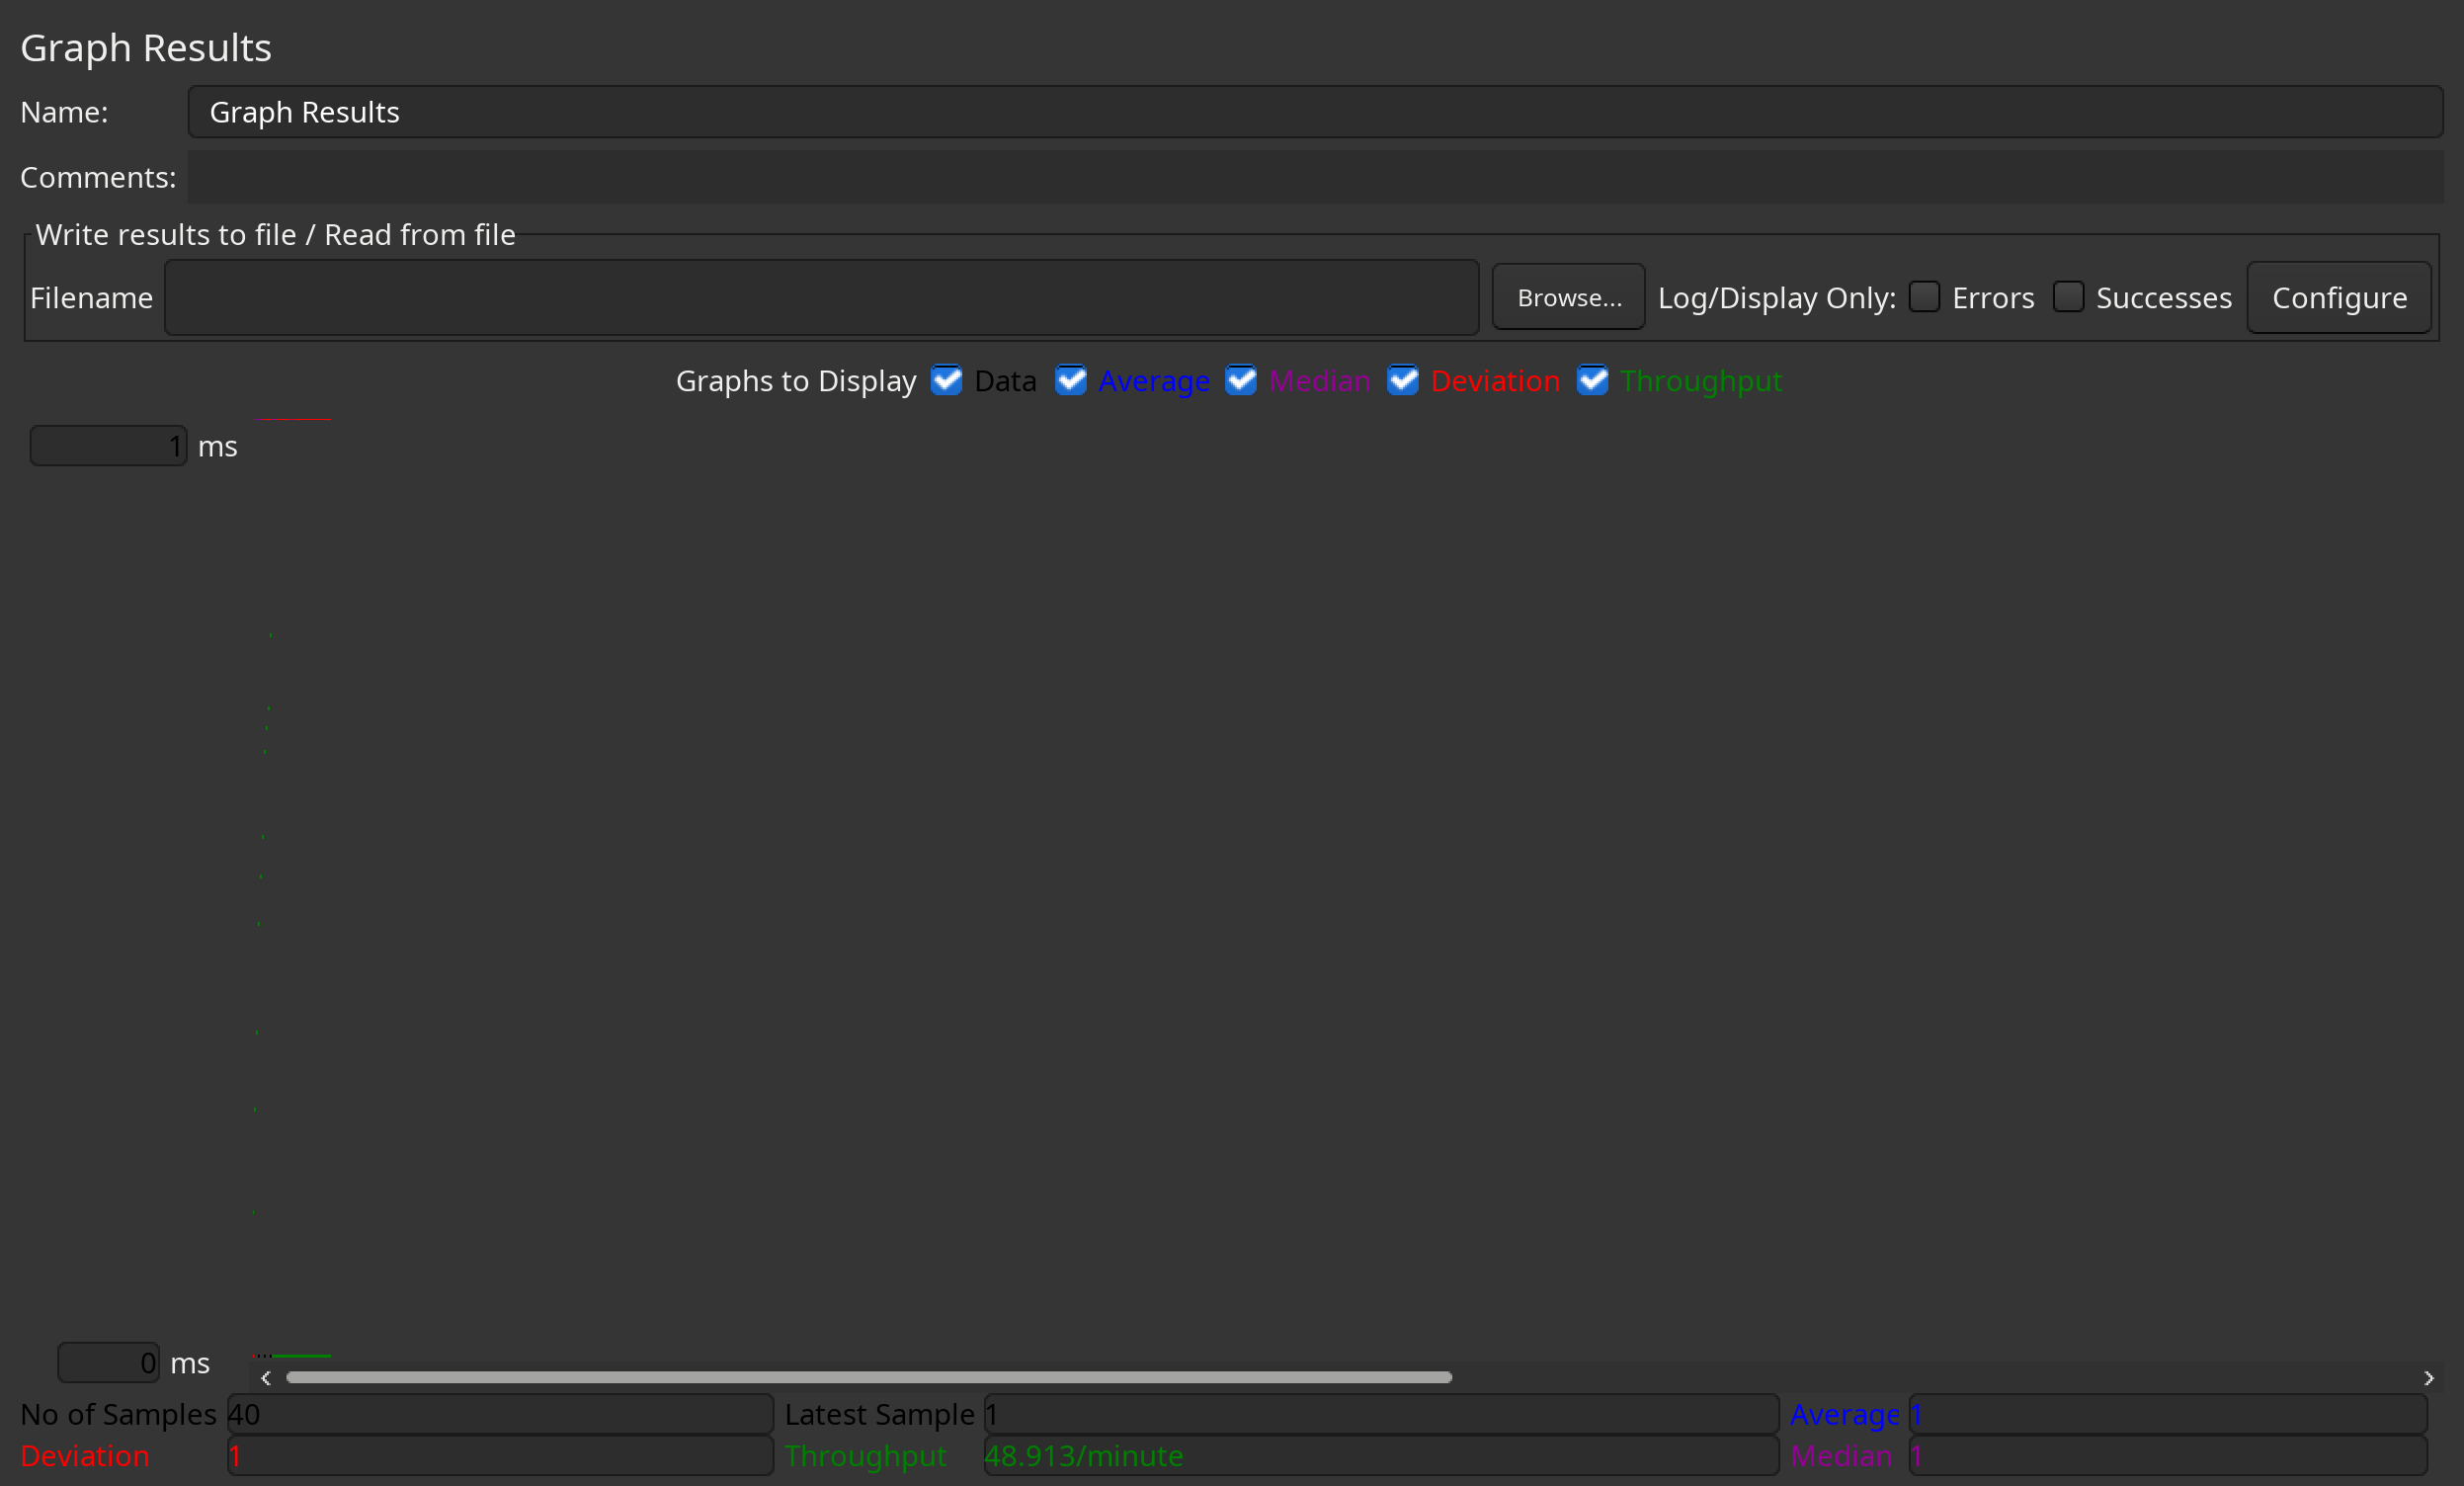 Graph Results
Name: Graph Results
Comments:
Write results to file / Read from file
Filename Browse... Log/Display Only: Errors Successes Configure
Graphs to Display Data Average Median Deviation Throughput
1 ms
0 ms
No of Samples 40 Latest Sample 1 Average 1
Deviation 1 Throughput 48.913/minute Median 1